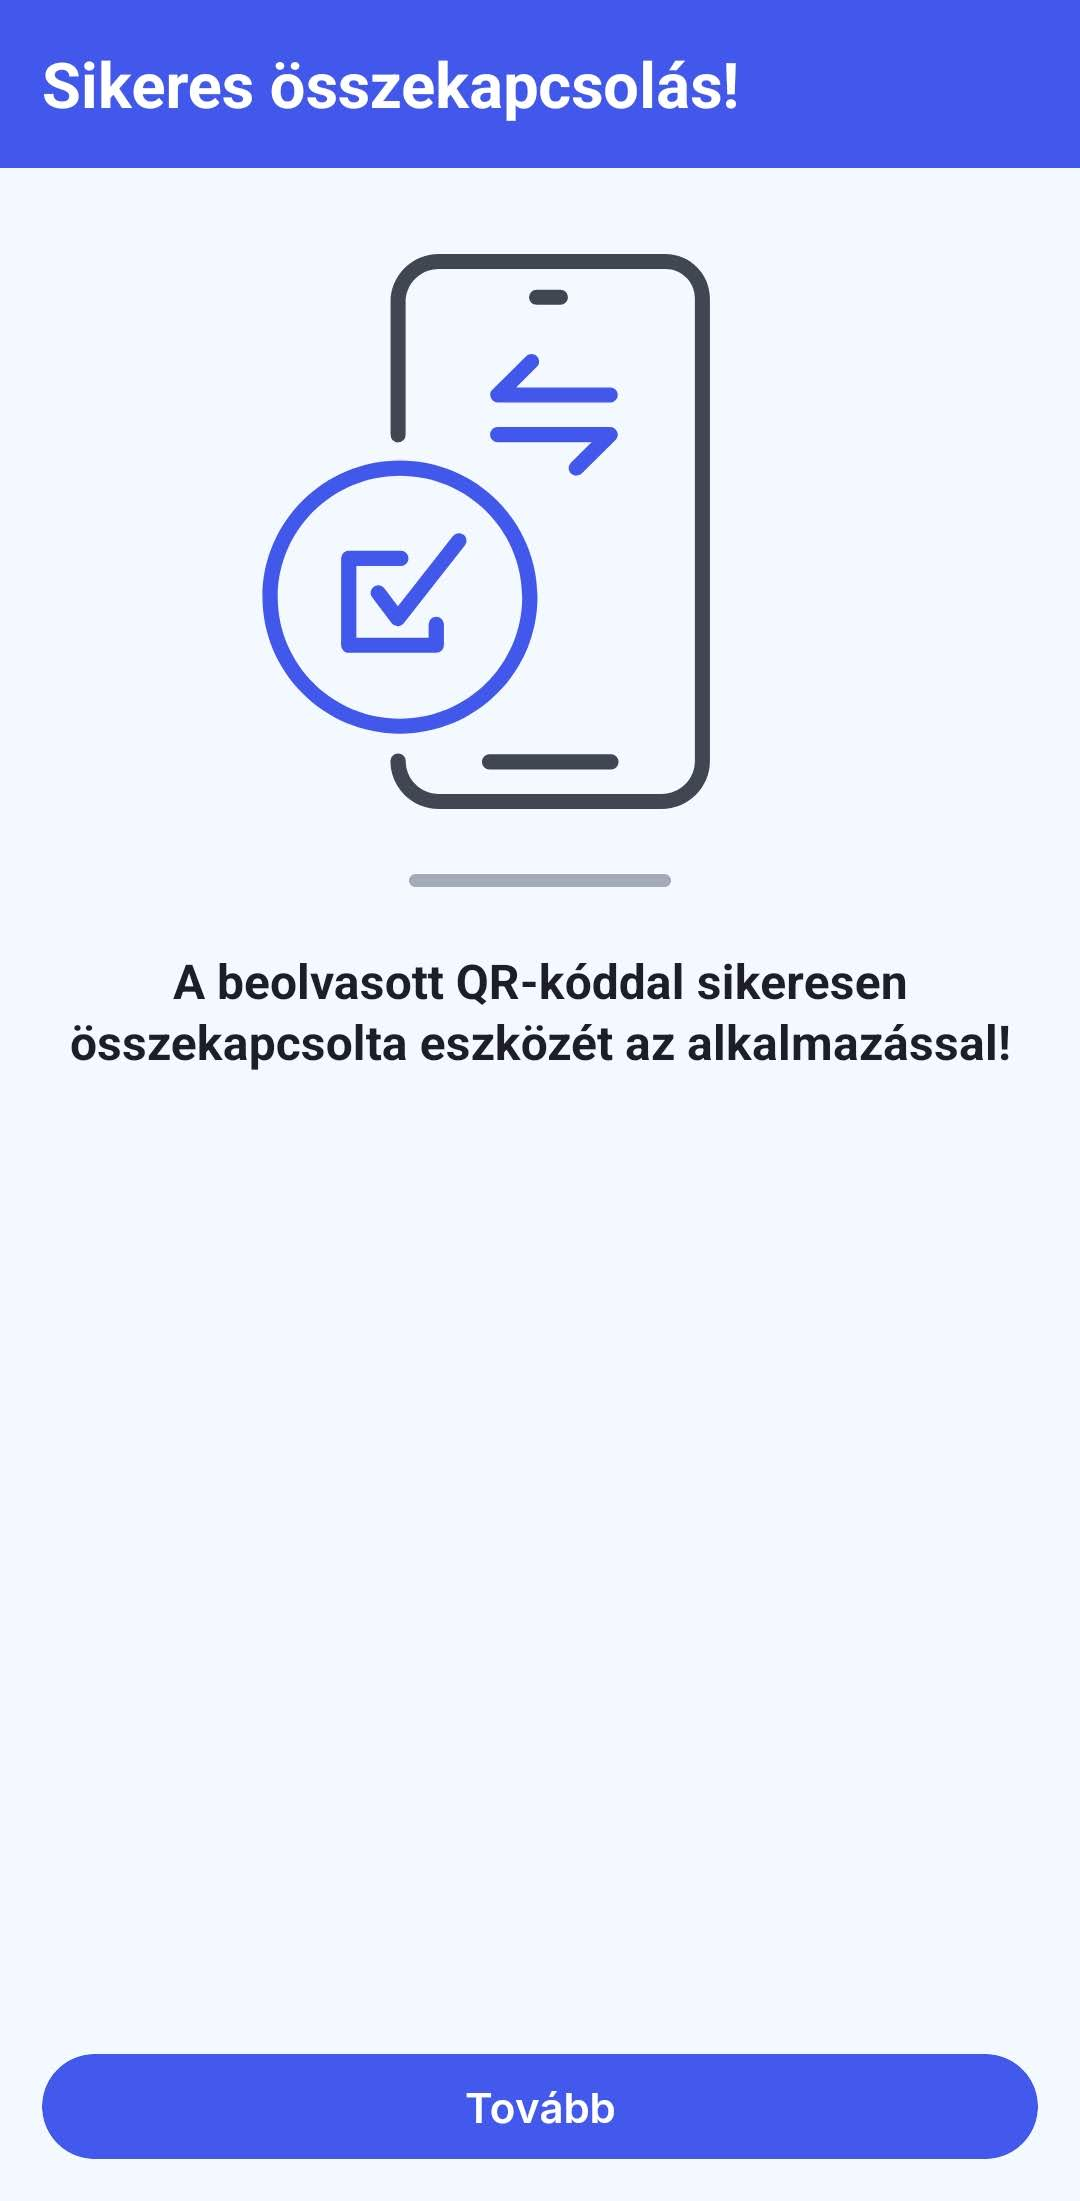 Sikeres összekapcsolás!
A beolvasott QR-kóddal sikeresen
összekapcsolta eszközét az alkalmazással!
Tovább